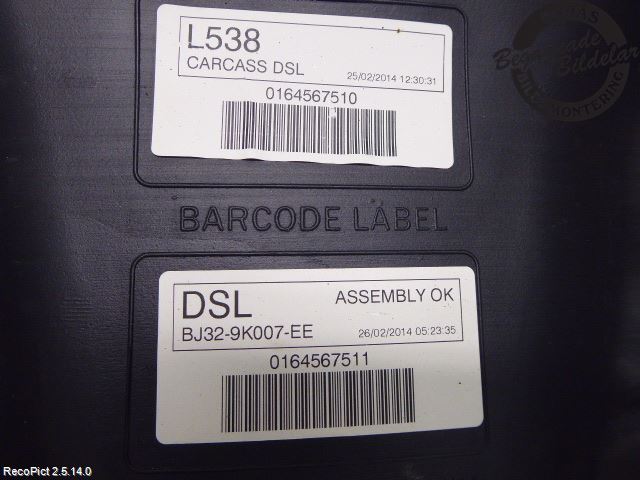 L538
CARCASS DSL
25/02/2014 12:30:31
0164567510
BARCODE LABEL
DSL
ASSEMBLY OK
BJ32-9K007-EE
26/02/2014 05:23:35
0164567511
RecoPict 2.5.14.0